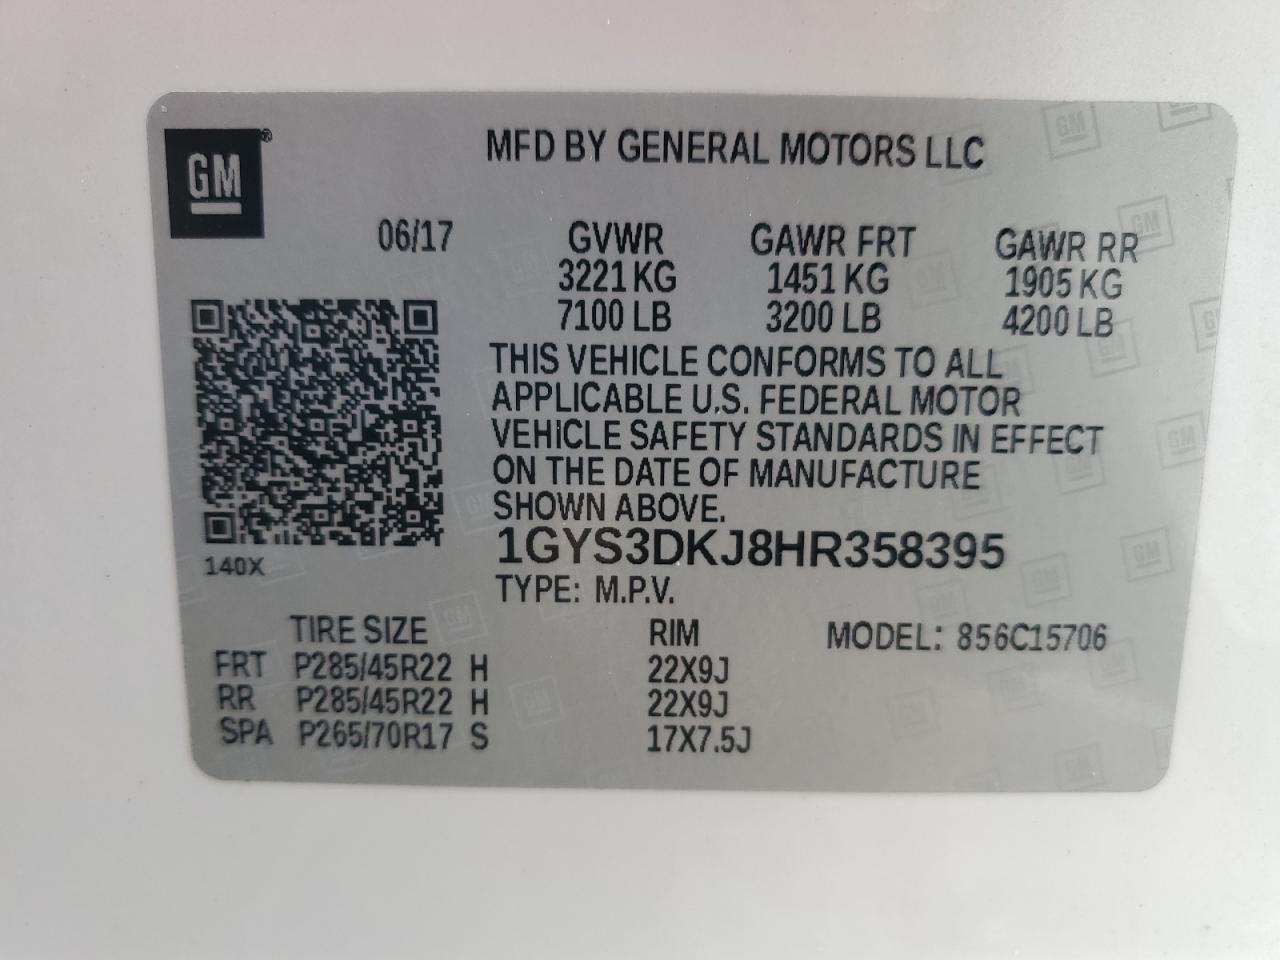 GM®
MFD BY GENERAL MOTORS LLC
06/17 GVWR GAWR FRT GAWR RR
3221 KG 1451 KG 1905 KG
7100 LB 3200 LB 4200 LB
THIS VEHICLE CONFORMS TO ALL
APPLICABLE U.S. FEDERAL MOTOR
VEHICLE SAFETY STANDARDS IN EFFECT
ON THE DATE OF MANUFACTURE
SHOWN ABOVE.
1GYS3DKJ8HR358395
140X
TYPE: M.P.V.
TIRE SIZE RIM MODEL: 856C15706
FRT P285/45R22 H 22X9J
RR P285/45R22 H 22X9J
SPA P265/70R17 S 17X7.5J